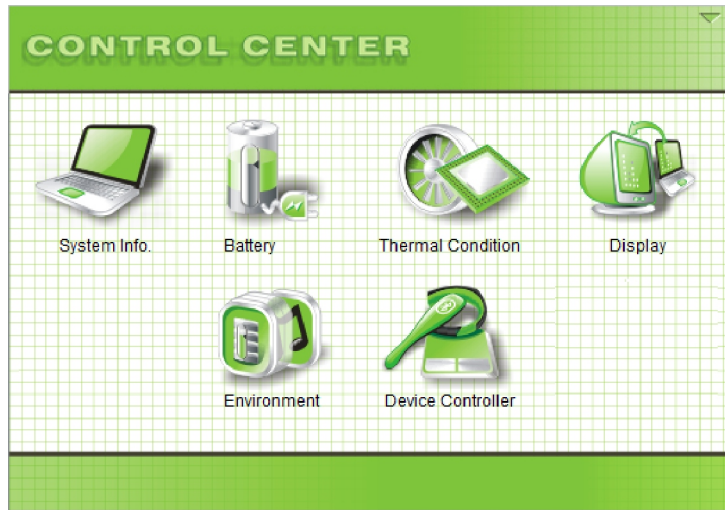 CONTROL CENTER
System Info. Battery Thermal Condition Display
Environment Device Controller